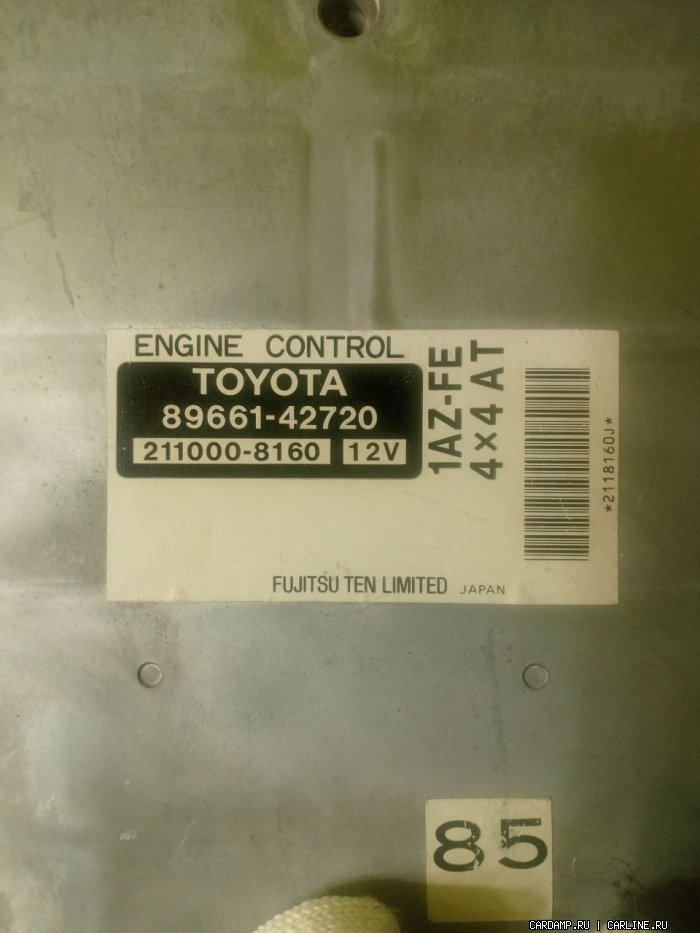 ENGINE CONTROL
TOYOTA
89661-42720
211000-8160 12V
1AZ-FE
4×4 AT
*2118160J*
FUJITSU TEN LIMITED JAPAN
85
CARDAMP.RU | CARLINE.RU